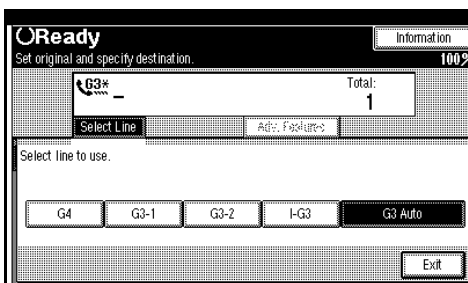 Ready
Information
Set original and specify destination.
100%
G3*
Total:
1
Select Line
Adv. Features
Select line to use.
G4
G3-1
G3-2
I-G3
G3 Auto
Exit